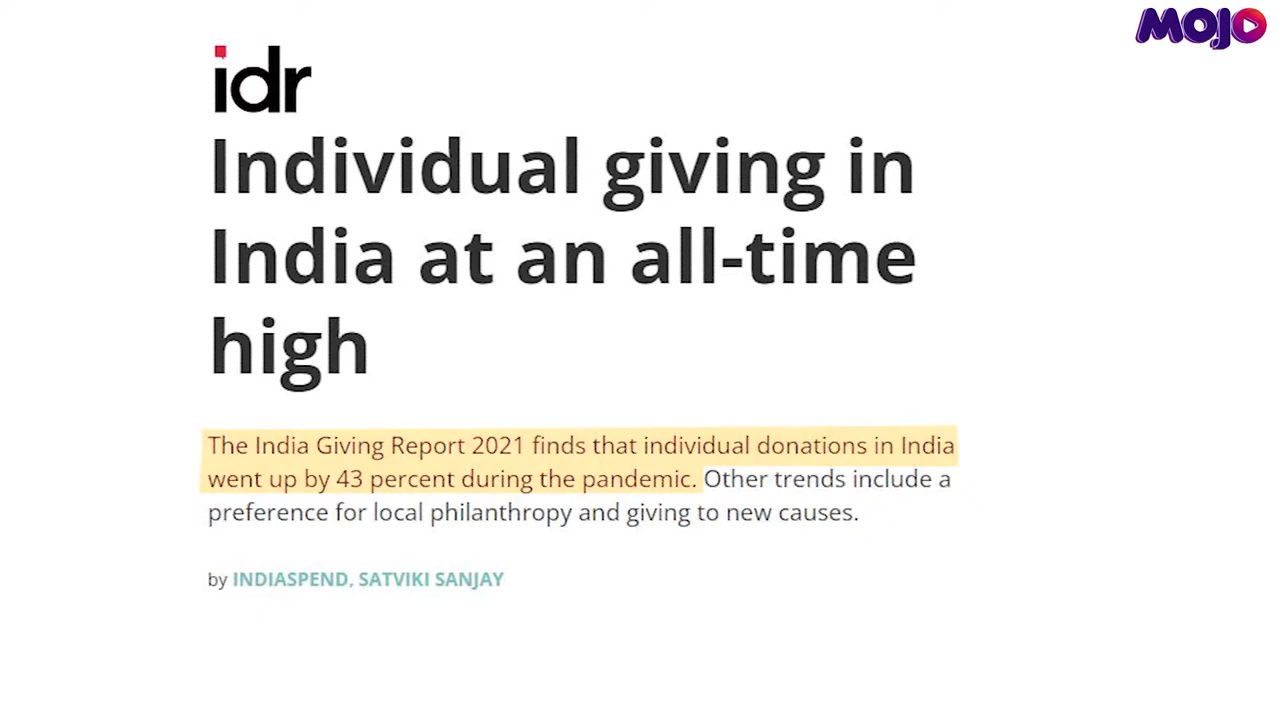 MOJO
idr
Individual giving in
India at an all-time
high
The India Giving Report 2021 finds that individual donations in India
went up by 43 percent during the pandemic. Other trends include a
preference for local philanthropy and giving to new causes.
by INDIASPEND, SATVIKI SANJAY